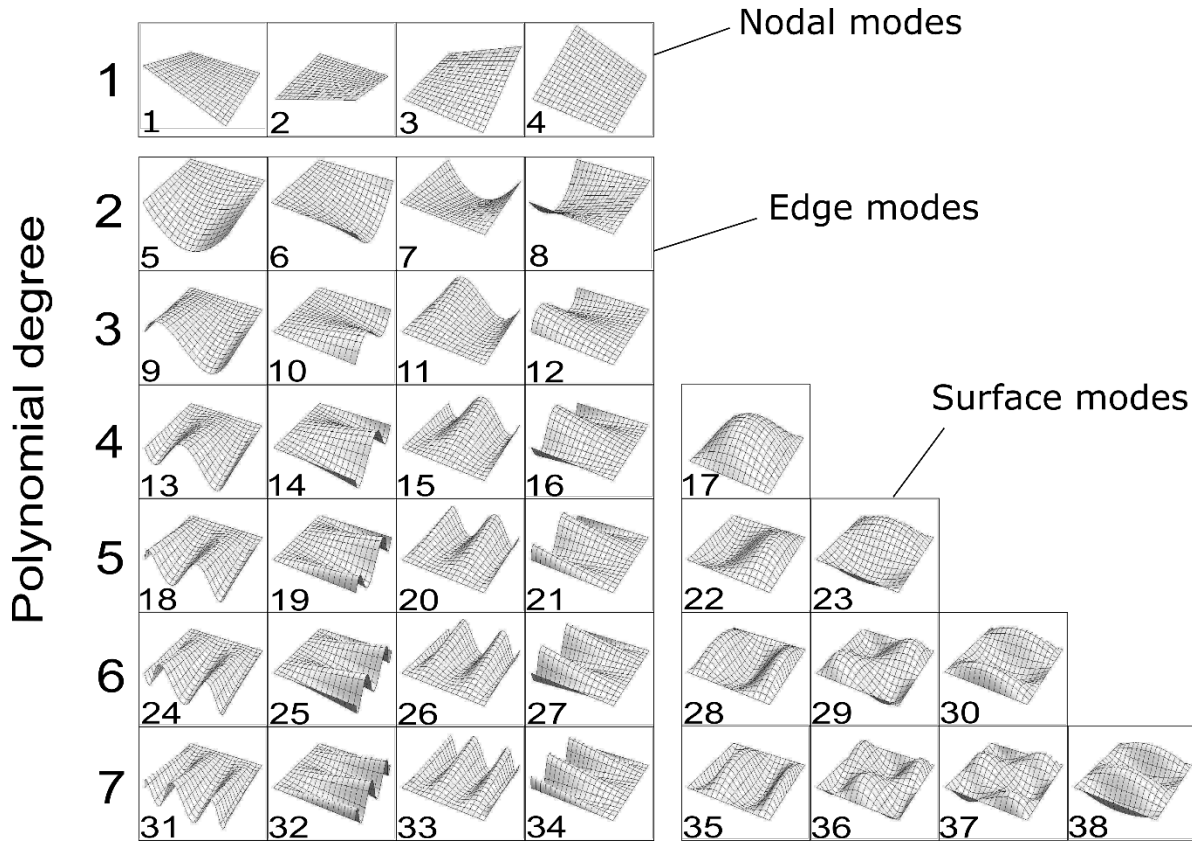 Nodal modes
1
1 2 3 4
Polynomial degree
2
5 6 7 8
Edge modes
3
9 10 11 12
4
13 14 15 16 17
Surface modes
5
18 19 20 21 22 23
6
24 25 26 27 28 29 30
7
31 32 33 34 35 36 37 38